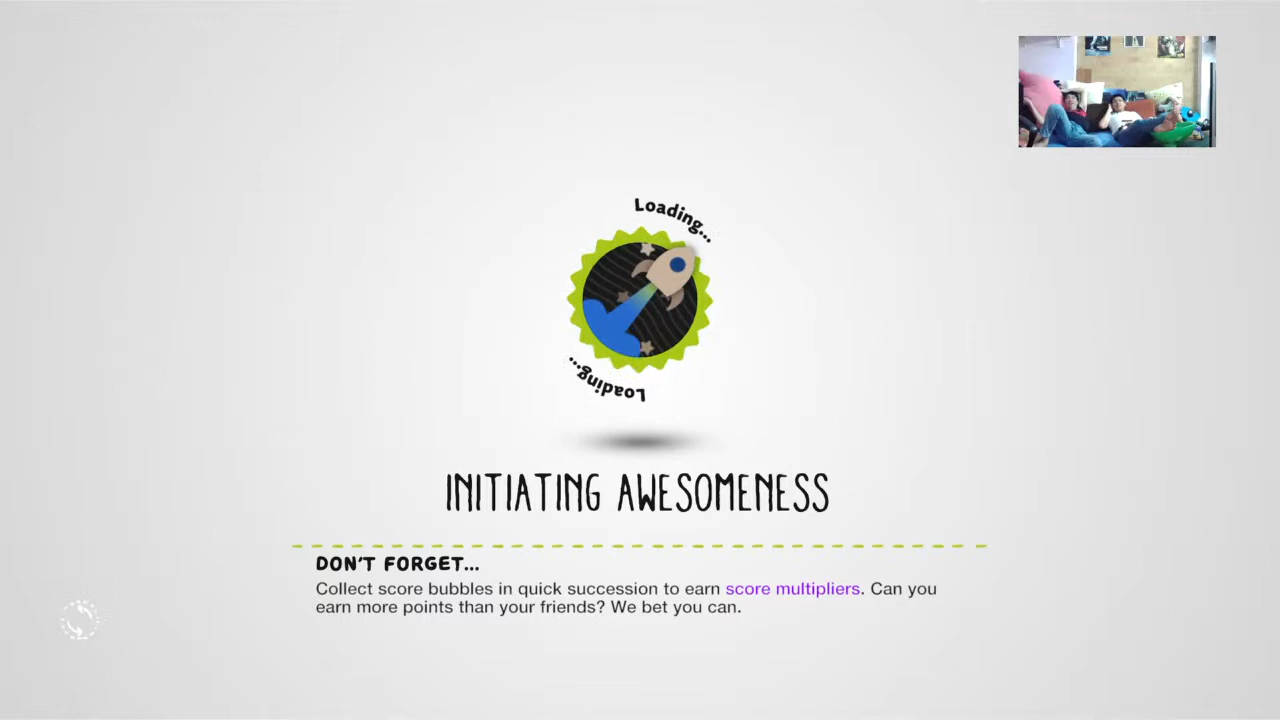 Loading...
Loading...
INITIATING AWESOMENESS
DON'T FORGET...
Collect score bubbles in quick succession to earn score multipliers. Can you
earn more points than your friends? We bet you can.